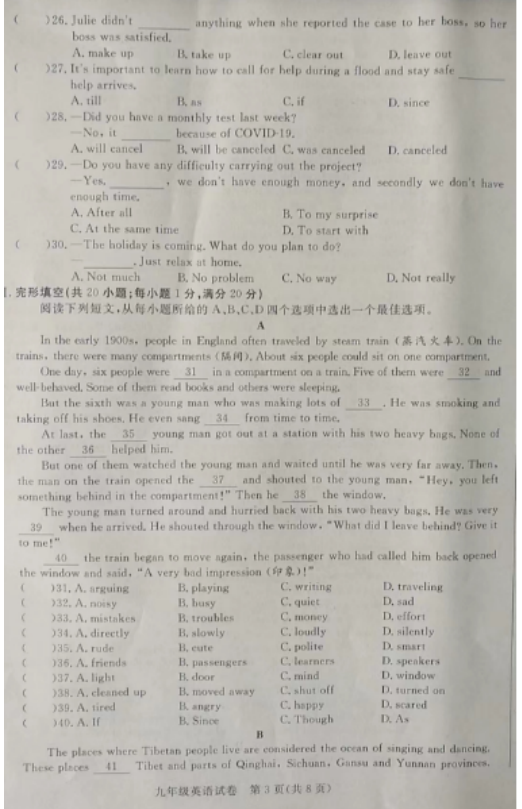 ( )26. Julie didn't ______ anything when she reported the case to her boss, so her
boss was satisfied.
A. make up B. take up C. clear out D. leave out
( )27. It's important to learn how to call for help during a flood and stay safe ______
help arrives.
A. till B. as C. if D. since
( )28. —Did you have a monthly test last week?
—No, it ______ because of COVID-19.
A. will cancel B. will be canceled C. was canceled D. canceled
( )29. —Do you have any difficulty carrying out the project?
—Yes, ______, we don't have enough money, and secondly we don't have
enough time.
A. After all B. To my surprise
C. At the same time D. To start with
( )30. —The holiday is coming. What do you plan to do?
—______. Just relax at home.
A. Not much B. No problem C. No way D. Not really
. 完形填空(共 20 小题;每小题 1 分,满分 20 分)
阅读下列短文,从每小题所给的 A、B、C、D 四个选项中选出一个最佳选项。
A
In the early 1900s, people in England often traveled by steam train (蒸汽火车). On the
trains, there were many compartments (隔间). About six people could sit on one compartment.
One day, six people were 31 in a compartment on a train. Five of them were 32 and
well-behaved. Some of them read books and others were sleeping.
But the sixth was a young man who was making lots of 33 . He was smoking and
taking off his shoes. He even sang 34 from time to time.
At last, the 35 young man got out at a station with his two heavy bags. None of
the other 36 helped him.
But one of them watched the young man and waited until he was very far away. Then,
the man on the train opened the 37 and shouted to the young man, "Hey, you left
something behind in the compartment!" Then he 38 the window.
The young man turned around and hurried back with his two heavy bags. He was very
39 when he arrived. He shouted through the window, "What did I leave behind? Give it
to me!"
40 the train began to move again, the passenger who had called him back opened
the window and said, "A very bad impression (印象)!"
( )31. A. arguing B. playing C. writing D. traveling
( )32. A. noisy B. busy C. quiet D. sad
( )33. A. mistakes B. troubles C. money D. effort
( )34. A. directly B. slowly C. loudly D. silently
( )35. A. rude B. cute C. polite D. smart
( )36. A. friends B. passengers C. learners D. speakers
( )37. A. light B. door C. mind D. window
( )38. A. cleaned up B. moved away C. shut off D. turned on
( )39. A. tired B. angry C. happy D. scared
( )40. A. If B. Since C. Though D. As
B
The places where Tibetan people live are considered the ocean of singing and dancing.
These places 41 Tibet and parts of Qinghai, Sichuan, Gansu and Yunnan provinces.
九年级英语试卷 第 3 页(共 8 页)